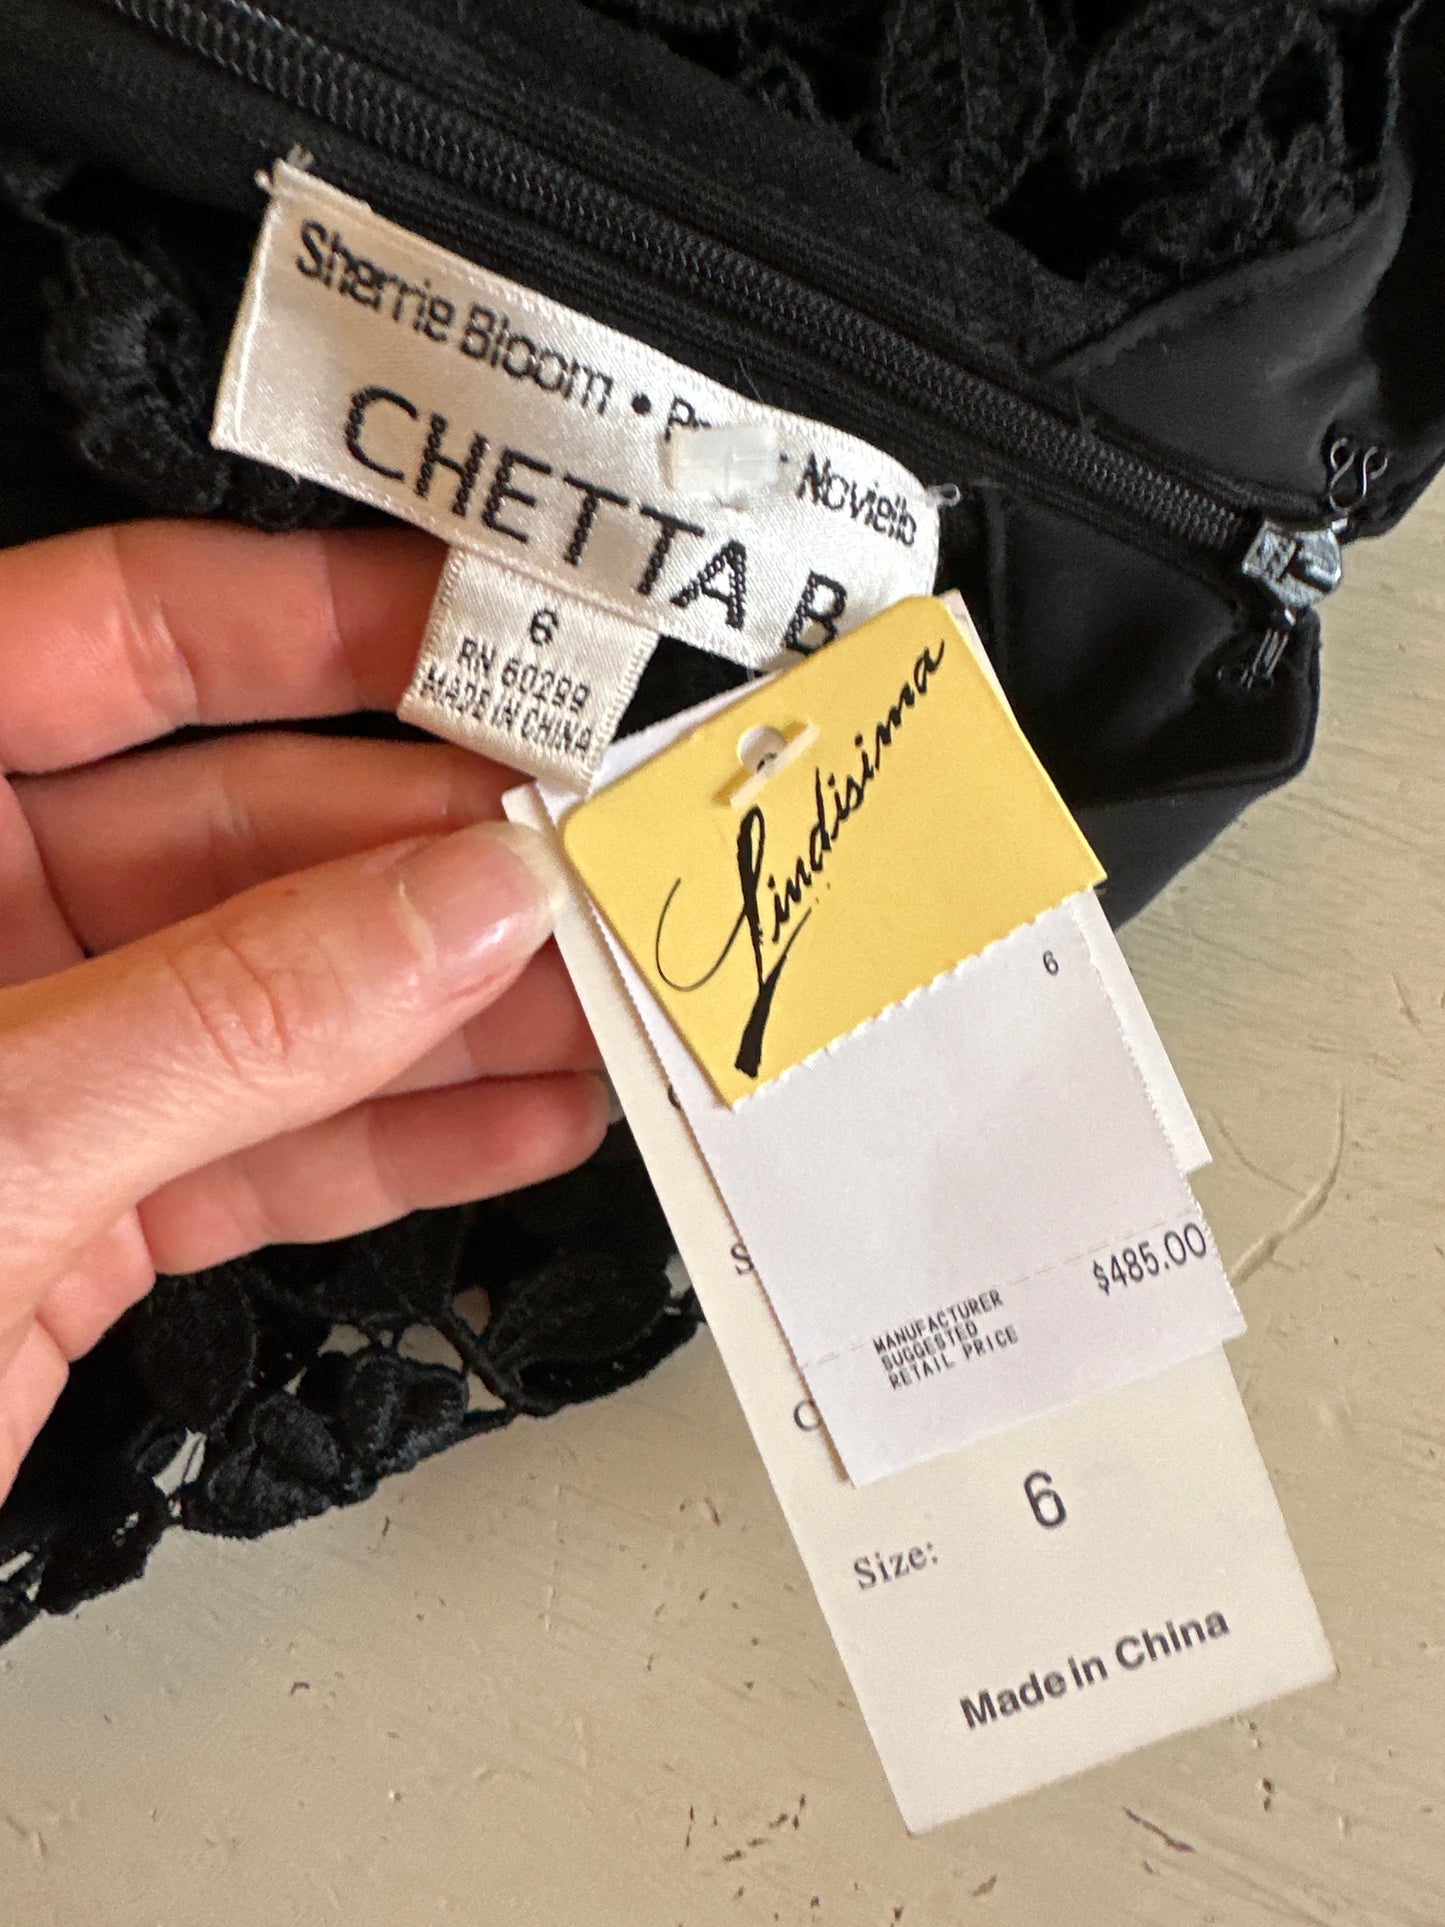 Sherrie Bloom • Noviello
CHETTA B
6
RN 60299
MADE IN CHINA
Lindisima
6
$485.00
MANUFACTURER
SUGGESTED
RETAIL PRICE
6
Size:
Made in China